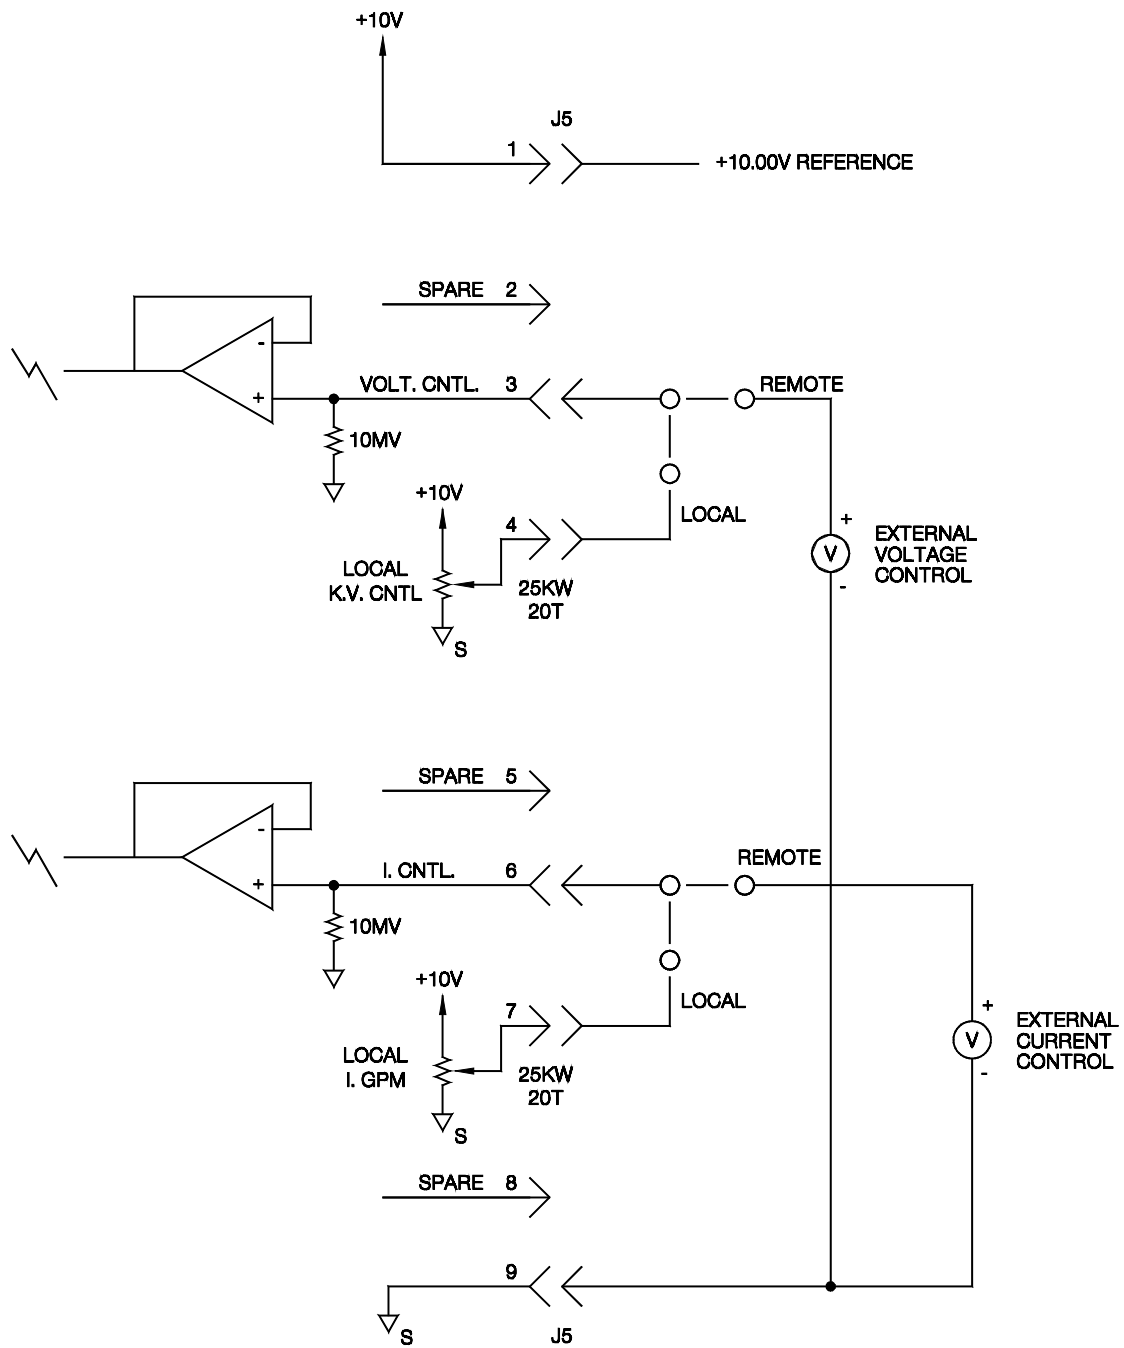 +10V
J5
1
+10.00V REFERENCE
SPARE 2
-
+
VOLT. CNTL. 3
REMOTE
10MV
+10V
4
LOCAL
+
EXTERNAL
VOLTAGE
CONTROL
V
-
LOCAL
K.V. CNTL
25KW
20T
S
SPARE 5
-
+
I. CNTL. 6
REMOTE
10MV
+10V
7
LOCAL
+
EXTERNAL
CURRENT
CONTROL
V
-
LOCAL
I. GPM
25KW
20T
S
SPARE 8
9
S
J5